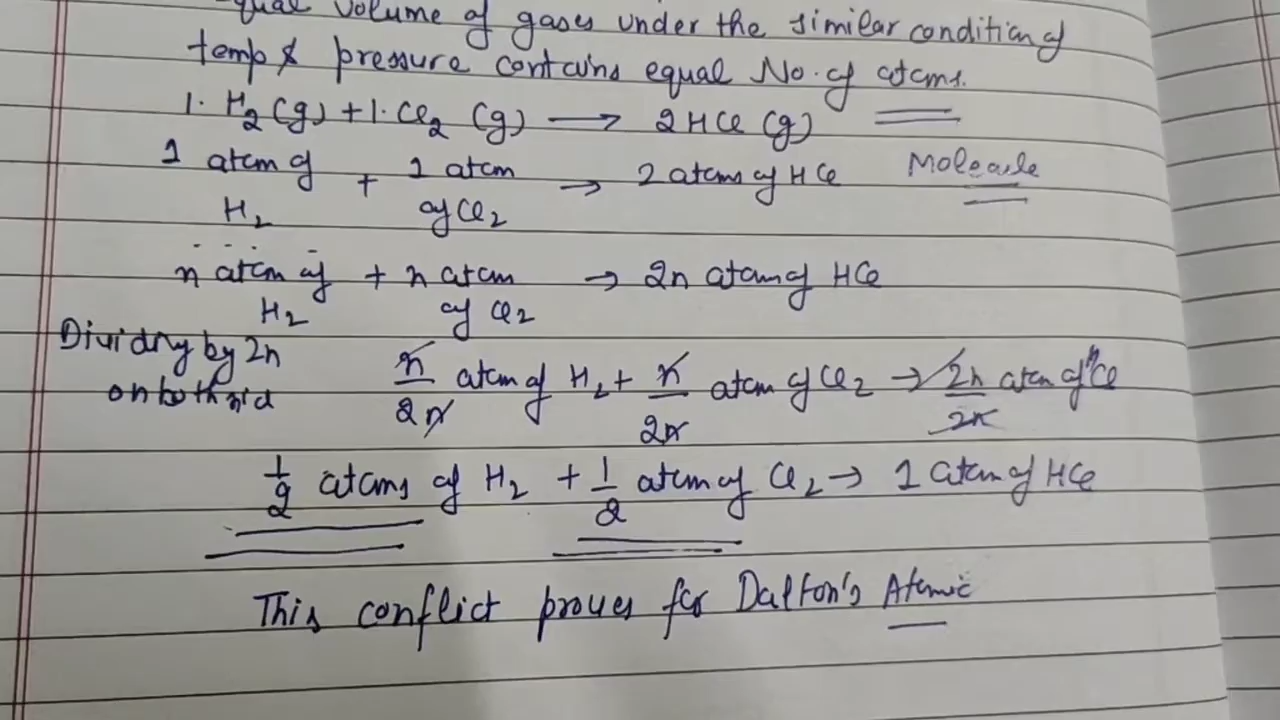 equal volume of gases under the similar condition of
temp & pressure contains equal No. of atoms.
1. H₂ (g) + 1. Cl₂ (g) → 2 HCl (g)
1 atom of H₂ + 1 atom of Cl₂ → 2 atoms of HCl Molecule
n atom of H₂ + n atom of Cl₂ → 2n atom of HCl
Dividing by 2n
on both sid
n/2n atom of H₂ + n/2n atom of Cl₂ → 2n/2n atom of HCl
1/2 atoms of H₂ + 1/2 atom of Cl₂ → 1 atom of HCl
This conflict proves for Dalton's Atomic